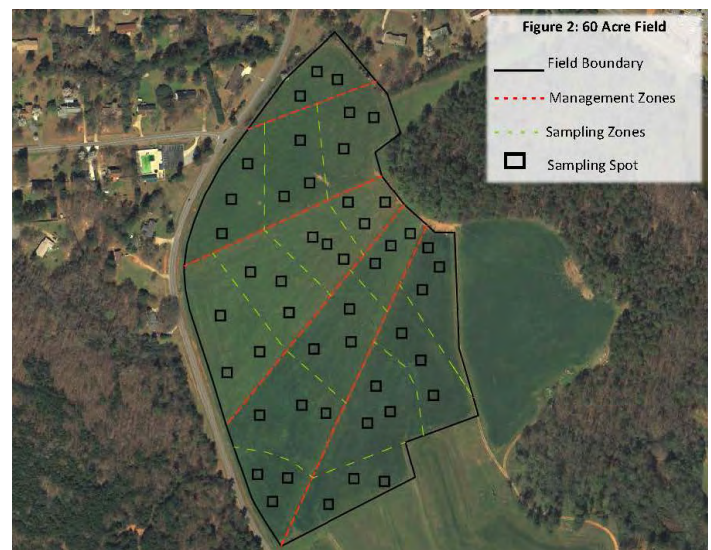 Figure 2: 60 Acre Field
Field Boundary
Management Zones
Sampling Zones
Sampling Spot